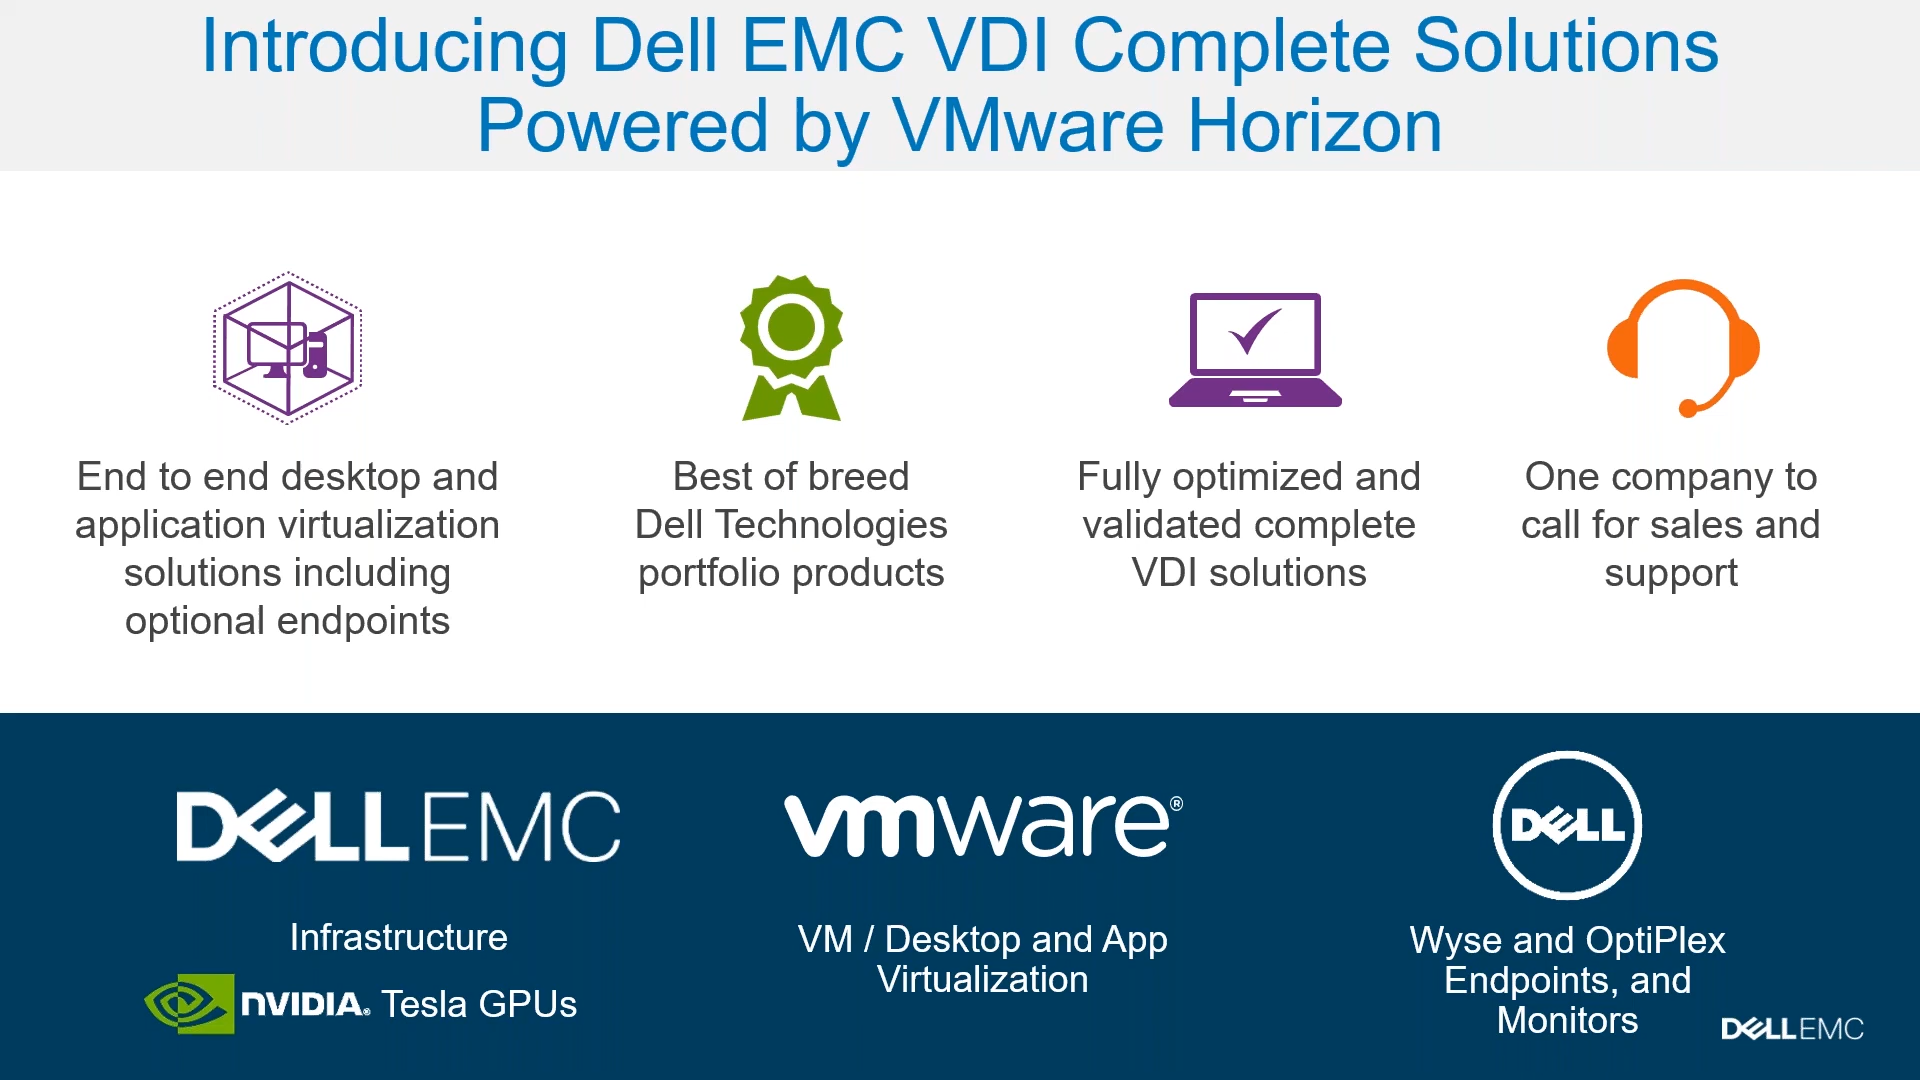 Introducing Dell EMC VDI Complete Solutions
Powered by VMware Horizon
End to end desktop and
application virtualization
solutions including
optional endpoints
Best of breed
Dell Technologies
portfolio products
Fully optimized and
validated complete
VDI solutions
One company to
call for sales and
support
DELLEMC
Infrastructure
NVIDIA® Tesla GPUs
vmware®
VM / Desktop and App
Virtualization
DELL
Wyse and OptiPlex
Endpoints, and
Monitors
DELLEMC